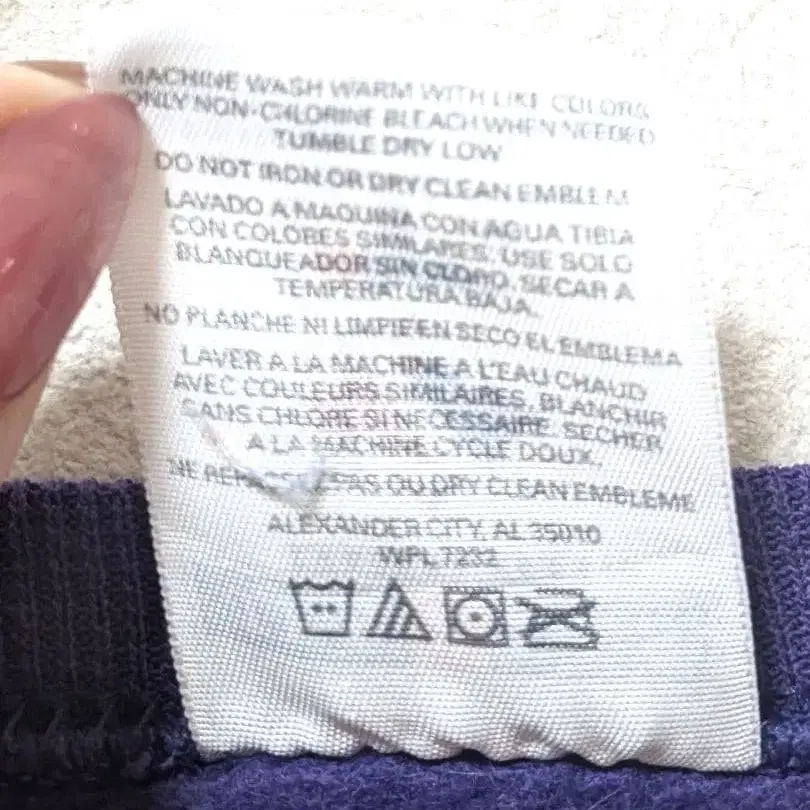 MACHINE WASH WARM WITH LIKE COLORS
ONLY NON-CHLORINE BLEACH WHEN NEEDED
TUMBLE DRY LOW
DO NOT IRON OR DRY CLEAN EMBLEM
LAVADO A MAQUINA CON AGUA TIBIA
CON COLORES SIMILARES. USE SOLO
BLANQUEADOR SIN CLORO. SECAR A
TEMPERATURA BAJA.
NO PLANCHE NI LIMPIE EN SECO EL EMBLEMA
LAVER A LA MACHINE A L'EAU CHAUD
AVEC COULEURS SIMILAIRES. BLANCHIR
SANS CHLORE SI NECESSAIRE. SECHER
A LA MACHINE CYCLE DOUX.
NE PAS OU DRY CLEAN EMBLEME
ALEXANDER CITY, AL 35010
WPL 7232